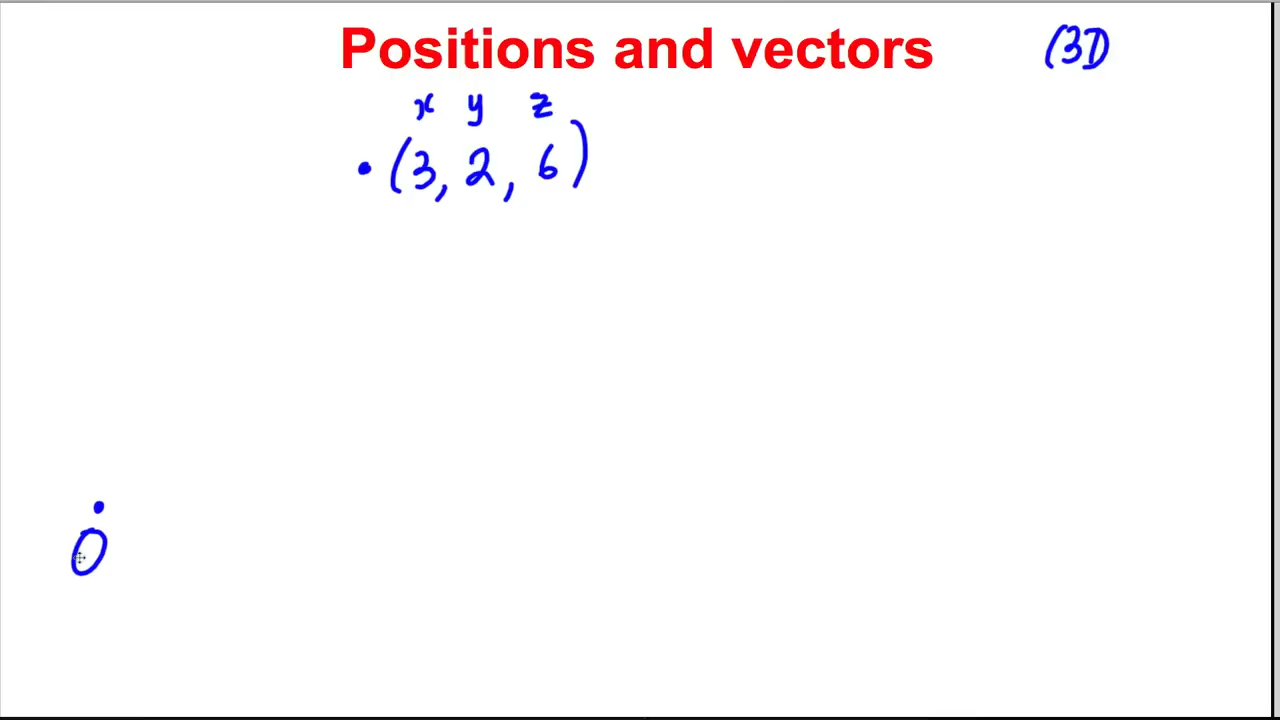 Positions and vectors (3D
x y z
• (3, 2, 6)
O